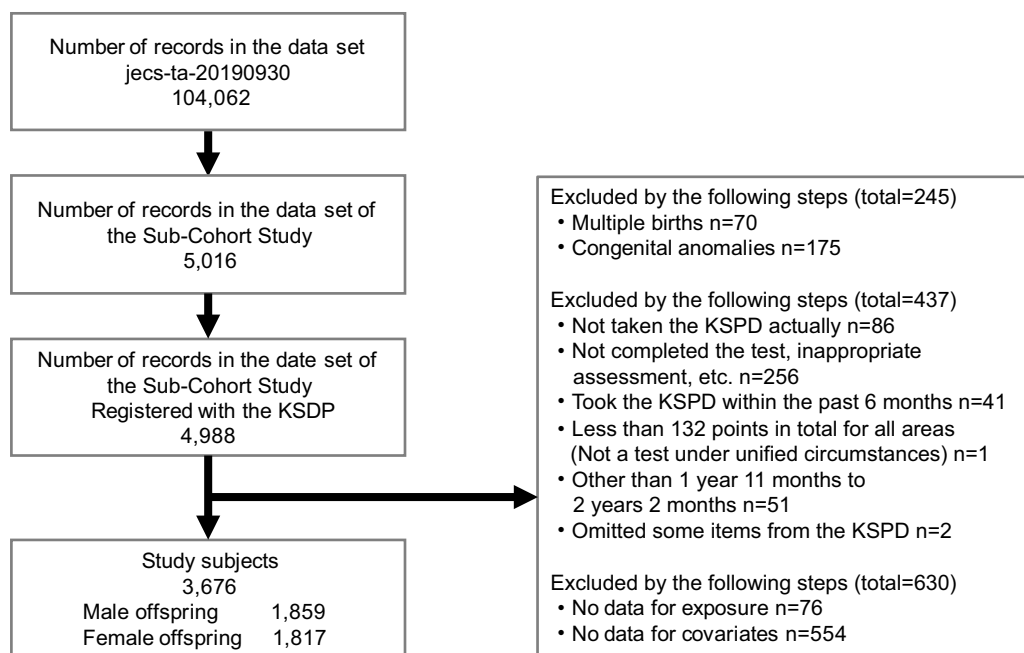 Number of records in the data set
jecs-ta-20190930
104,062
Number of records in the data set of
the Sub-Cohort Study
5,016
Number of records in the date set of
the Sub-Cohort Study
Registered with the KSDP
4,988
Study subjects
3,676
Male offspring 1,859
Female offspring 1,817
Excluded by the following steps (total=245)
• Multiple births n=70
• Congenital anomalies n=175
Excluded by the following steps (total=437)
• Not taken the KSPD actually n=86
• Not completed the test, inappropriate
assessment, etc. n=256
• Took the KSPD within the past 6 months n=41
• Less than 132 points in total for all areas
(Not a test under unified circumstances) n=1
• Other than 1 year 11 months to
2 years 2 months n=51
• Omitted some items from the KSPD n=2
Excluded by the following steps (total=630)
• No data for exposure n=76
• No data for covariates n=554